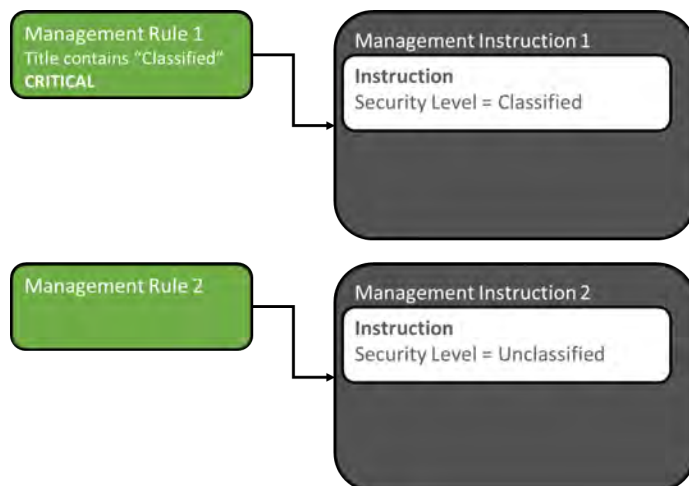 Management Rule 1
Title contains "Classified"
CRITICAL
Management Instruction 1
Instruction
Security Level = Classified
Management Rule 2
Management Instruction 2
Instruction
Security Level = Unclassified